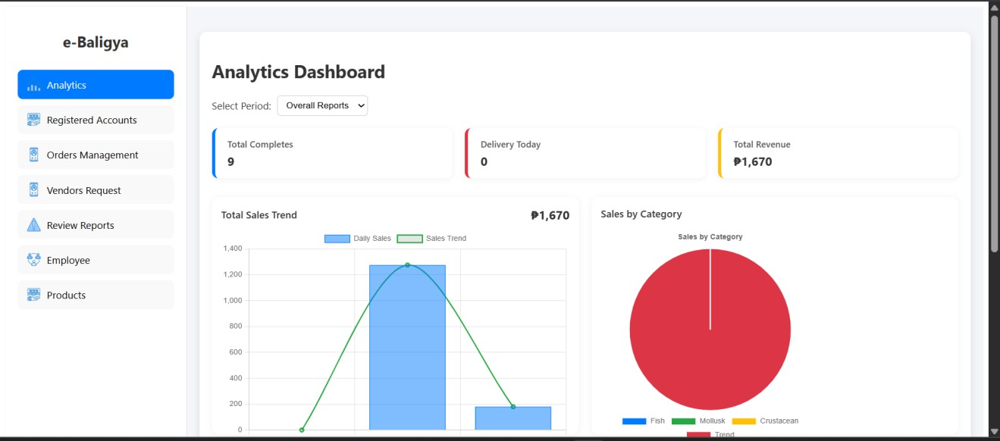 e-Baligya
Analytics
Registered Accounts
Orders Management
Vendors Request
Review Reports
Employee
Products
Analytics Dashboard
Select Period: Overall Reports
Total Completes
9
Delivery Today
0
Total Revenue
₱1,670
Total Sales Trend ₱1,670
Daily Sales Sales Trend
1,400
1,200
1,000
800
600
400
200
0
Sales by Category
Sales by Category
Fish Mollusk Crustacean
Trend